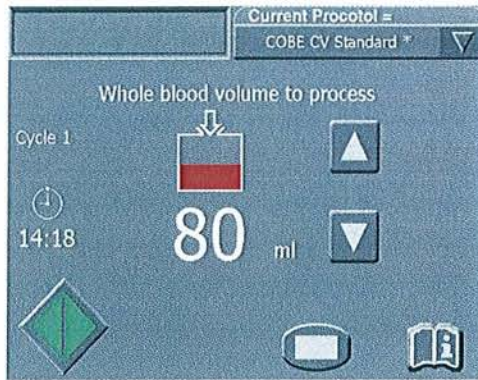 Current Procotol =
COBE CV Standard *
Whole blood volume to process
Cycle 1
14:18
80 ml